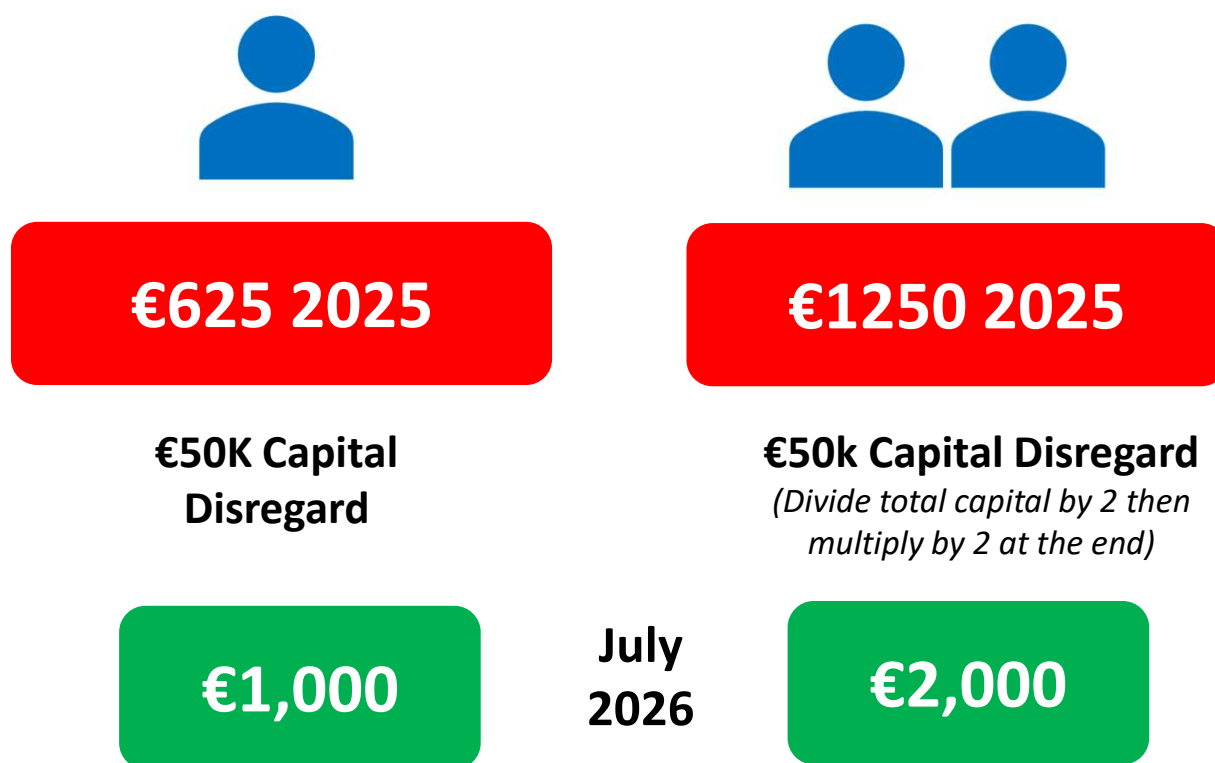 €625 2025
€1250 2025
€50K Capital
Disregard
€50k Capital Disregard
(Divide total capital by 2 then
multiply by 2 at the end)
€1,000
July
2026
€2,000